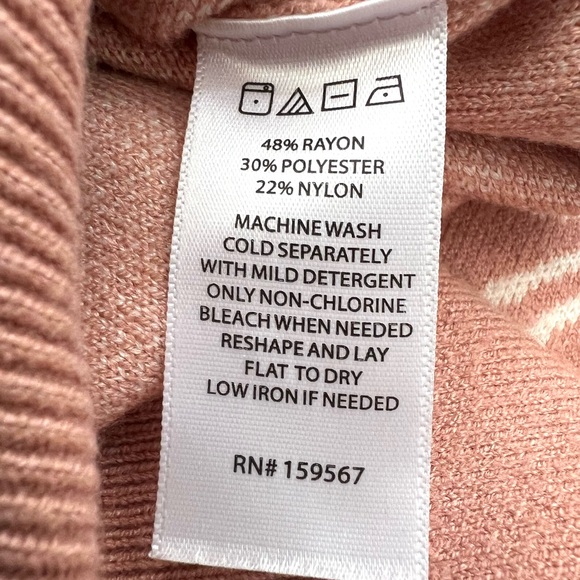 48% RAYON
30% POLYESTER
22% NYLON
MACHINE WASH
COLD SEPARATELY
WITH MILD DETERGENT
ONLY NON-CHLORINE
BLEACH WHEN NEEDED
RESHAPE AND LAY
FLAT TO DRY
LOW IRON IF NEEDED
RN# 159567